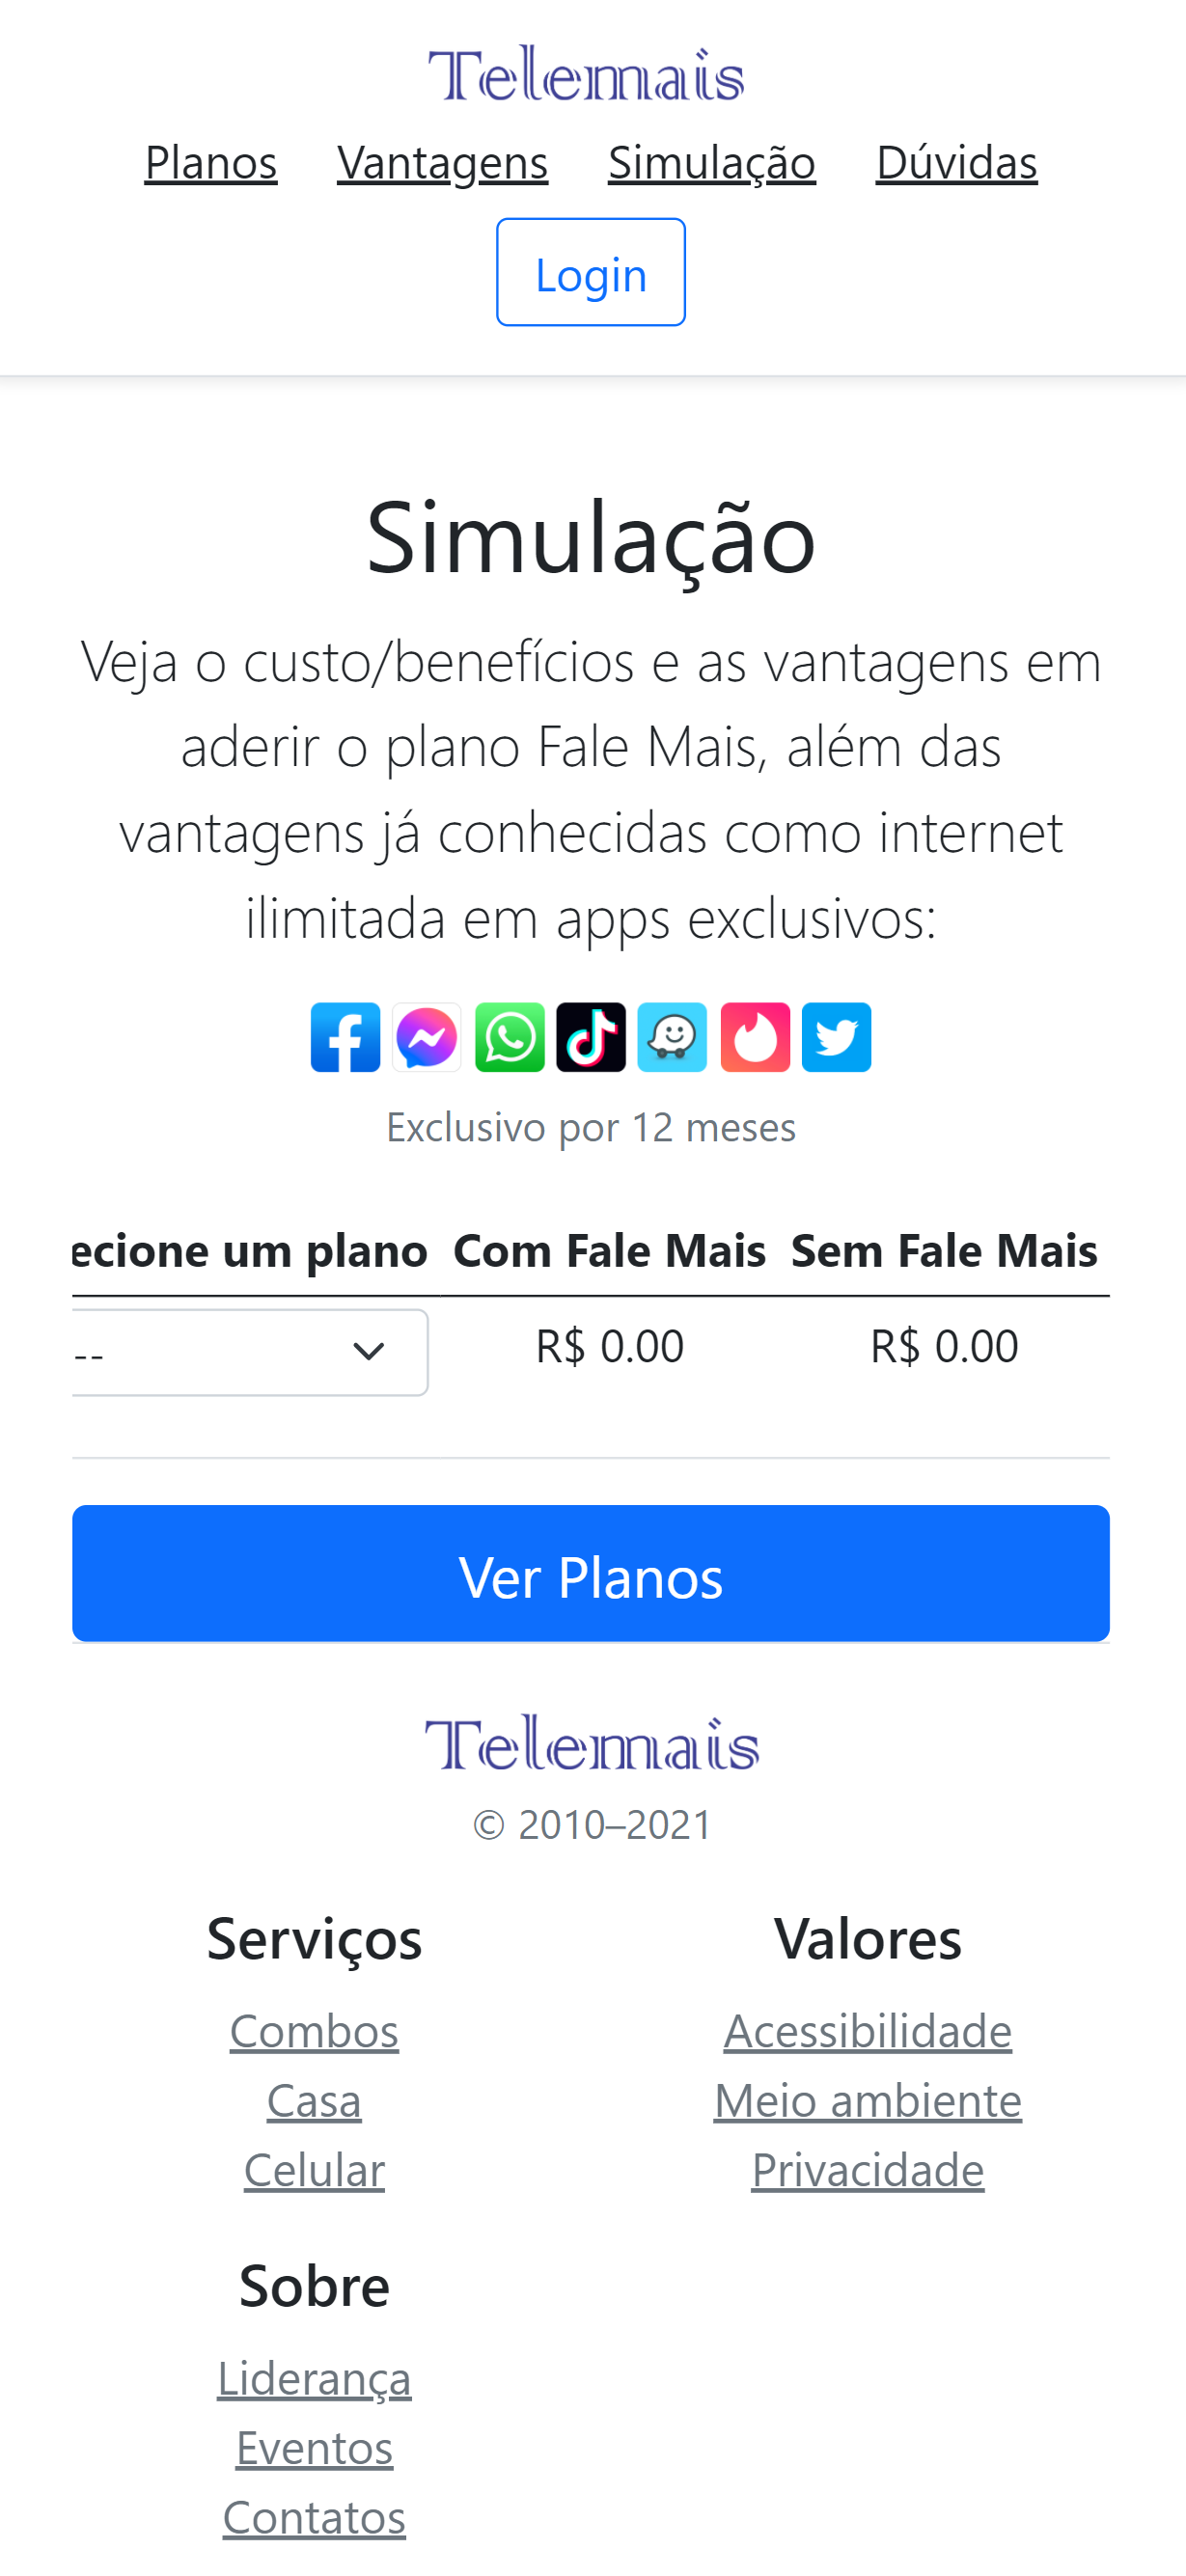 Telemais
Planos Vantagens Simulação Dúvidas
Login
Simulação
Veja o custo/benefícios e as vantagens em
aderir o plano Fale Mais, além das
vantagens já conhecidas como internet
ilimitada em apps exclusivos:
Exclusivo por 12 meses
ecione um plano Com Fale Mais Sem Fale Mais
-- R$ 0.00 R$ 0.00
Ver Planos
Telemais
© 2010–2021
Serviços
Combos
Casa
Celular
Valores
Acessibilidade
Meio ambiente
Privacidade
Sobre
Liderança
Eventos
Contatos